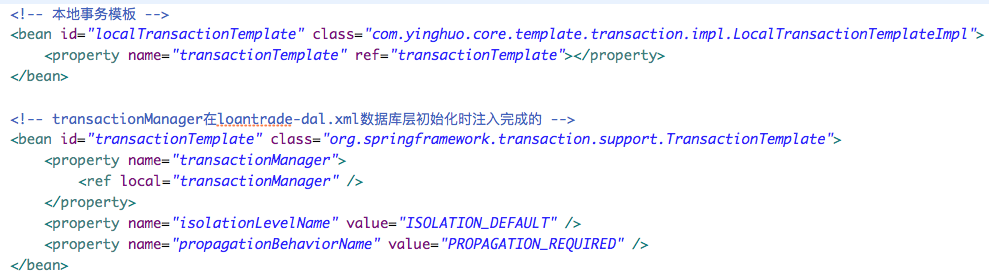 <!-- 本地事务模板 -->
<bean id="localTransactionTemplate" class="com.yinghuo.core.template.transaction.impl.LocalTransactionTemplateImpl">
    <property name="transactionTemplate" ref="transactionTemplate"></property>
</bean>

<!-- transactionManager在loantrade-dal.xml数据库层初始化时注入完成的 -->
<bean id="transactionTemplate" class="org.springframework.transaction.support.TransactionTemplate">
    <property name="transactionManager">
        <ref local="transactionManager" />
    </property>
    <property name="isolationLevelName" value="ISOLATION_DEFAULT" />
    <property name="propagationBehaviorName" value="PROPAGATION_REQUIRED" />
</bean>